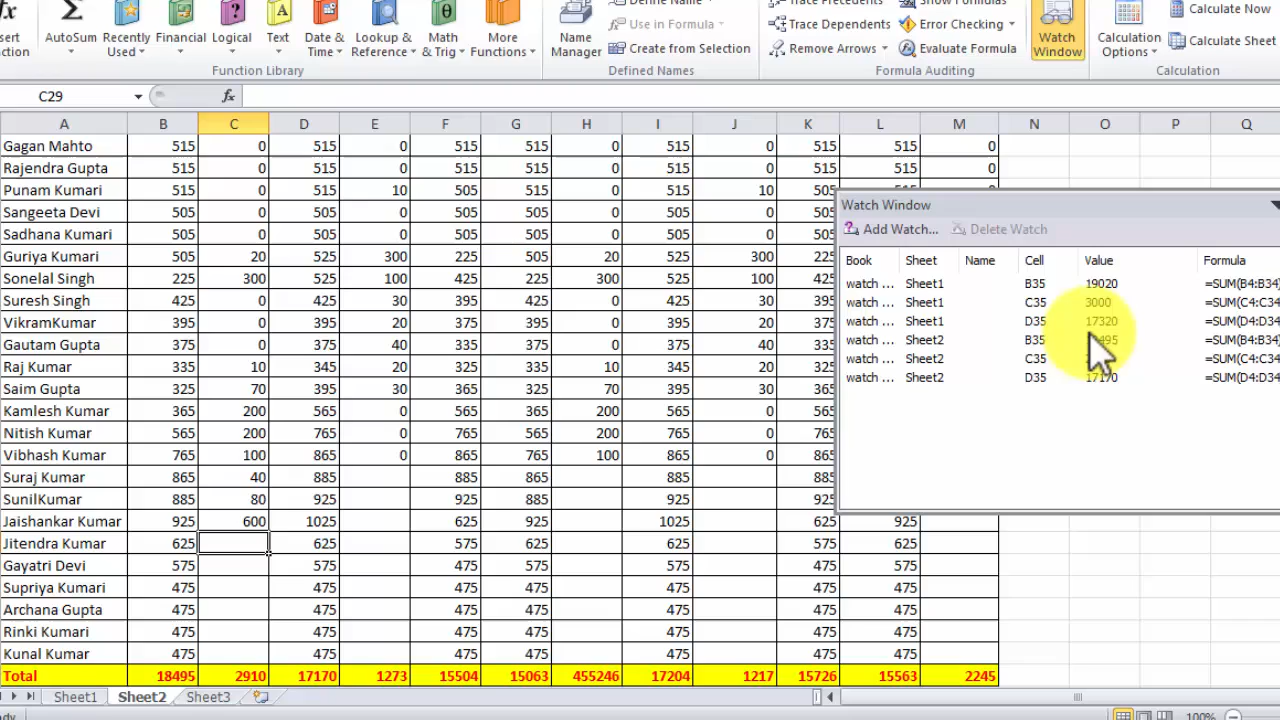 Σ
θ
sert AutoSum Recently Financial Logical Text Date & Lookup & Math More
ction Used Time Reference & Trig Functions
Function Library
Name Manager
Define Name
Use in Formula
Create from Selection
Defined Names
Trace Precedents
Trace Dependents
Remove Arrows
Show Formulas
Error Checking
Evaluate Formula
Formula Auditing
Watch Window
Calculation Options
Calculate Now
Calculate Sheet
Calculation
C29 fx
A B C D E F G H I J K L M N O P Q
Gagan Mahto 515 0 515 0 515 515 0 515 0 515 515 0
Rajendra Gupta 515 0 515 0 515 515 0 515 0 515 515 0
Punam Kumari 515 0 515 10 505 515 0 515 10 505 515 0
Sangeeta Devi 505 0 505 0 505 505 0 505 0 505
Sadhana Kumari 505 0 505 0 505 505 0 505 0 505
Guriya Kumari 505 20 525 300 225 505 20 525 300 225
Sonelal Singh 225 300 525 100 425 225 300 525 100 425
Suresh Singh 425 0 425 30 395 425 0 425 30 395
VikramKumar 395 0 395 20 375 395 0 395 20 375
Gautam Gupta 375 0 375 40 335 375 0 375 40 335
Raj Kumar 335 10 345 20 325 335 10 345 20 325
Saim Gupta 325 70 395 30 365 325 70 395 30 365
Kamlesh Kumar 365 200 565 0 565 365 200 565 0 565
Nitish Kumar 565 200 765 0 765 565 200 765 0 765
Vibhash Kumar 765 100 865 0 865 765 100 865 0 865
Suraj Kumar 865 40 885 885 865 885 885
SunilKumar 885 80 925 925 885 925 925
Jaishankar Kumar 925 600 1025 625 925 1025 625 925
Jitendra Kumar 625 625 575 625 625 575 625
Gayatri Devi 575 575 475 575 575 475 575
Supriya Kumari 475 475 475 475 475 475 475
Archana Gupta 475 475 475 475 475 475 475
Rinki Kumari 475 475 475 475 475 475 475
Kunal Kumar 475 475 475 475 475 475 475
Total 18495 2910 17170 1273 15504 15063 455246 17204 1217 15726 15563 2245
Watch Window
Add Watch... Delete Watch
Book Sheet Name Cell Value Formula
watch ... Sheet1 B35 19020 =SUM(B4:B34)
watch ... Sheet1 C35 3000 =SUM(C4:C34
watch ... Sheet1 D35 17320 =SUM(D4:D34
watch ... Sheet2 B35 =SUM(B4:B34)
watch ... Sheet2 C35 =SUM(C4:C34
watch ... Sheet2 D35 17170 =SUM(D4:D34
Sheet1 Sheet2 Sheet3
100%